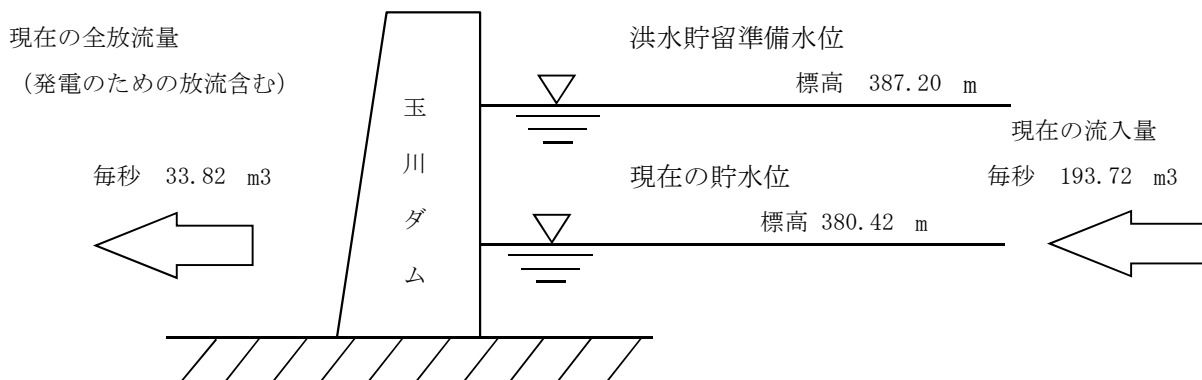 現在の全放流量
（発電のための放流含む）
毎秒 33.82 m3
玉川ダム
洪水貯留準備水位
標高 387.20 m
現在の貯水位
標高 380.42 m
現在の流入量
毎秒 193.72 m3